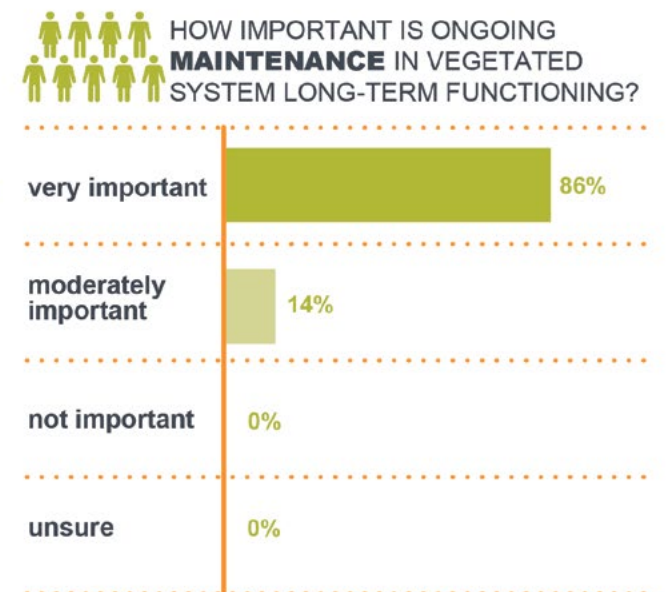 HOW IMPORTANT IS ONGOING
MAINTENANCE IN VEGETATED
SYSTEM LONG-TERM FUNCTIONING?
very important
86%
moderately
important
14%
not important
0%
unsure
0%